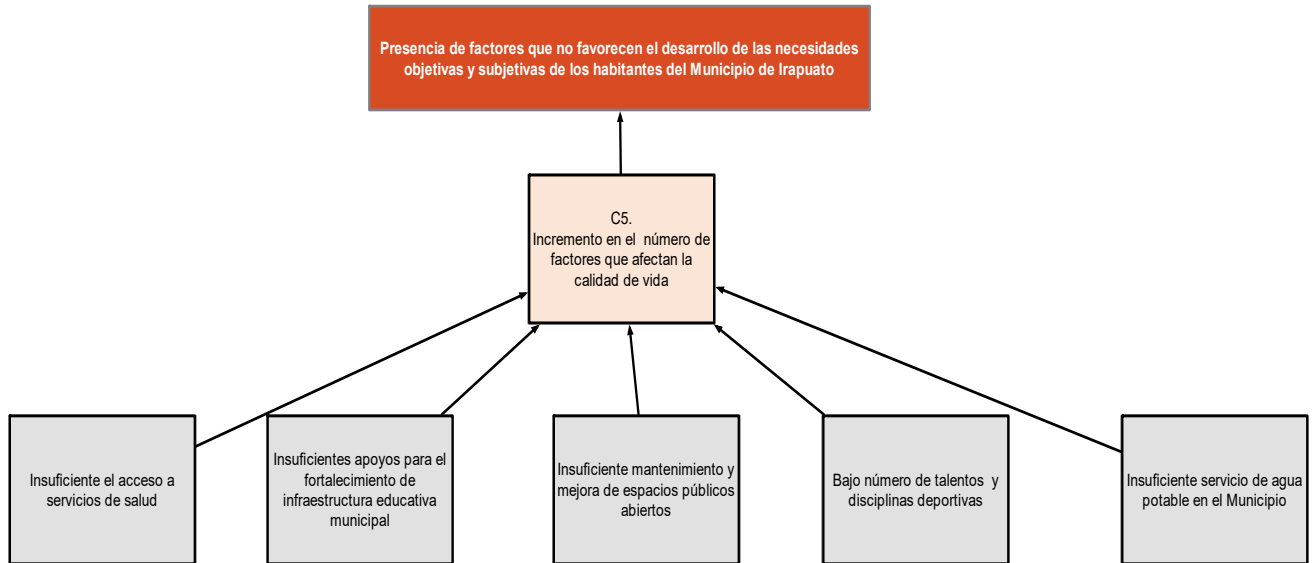 Presencia de factores que no favorecen el desarrollo de las necesidades
objetivas y subjetivas de los habitantes del Municipio de Irapuato
C5.
Incremento en el número de
factores que afectan la
calidad de vida
Insuficiente el acceso a
servicios de salud
Insuficientes apoyos para el
fortalecimiento de
infraestructura educativa
municipal
Insuficiente mantenimiento y
mejora de espacios públicos
abiertos
Bajo número de talentos y
disciplinas deportivas
Insuficiente servicio de agua
potable en el Municipio